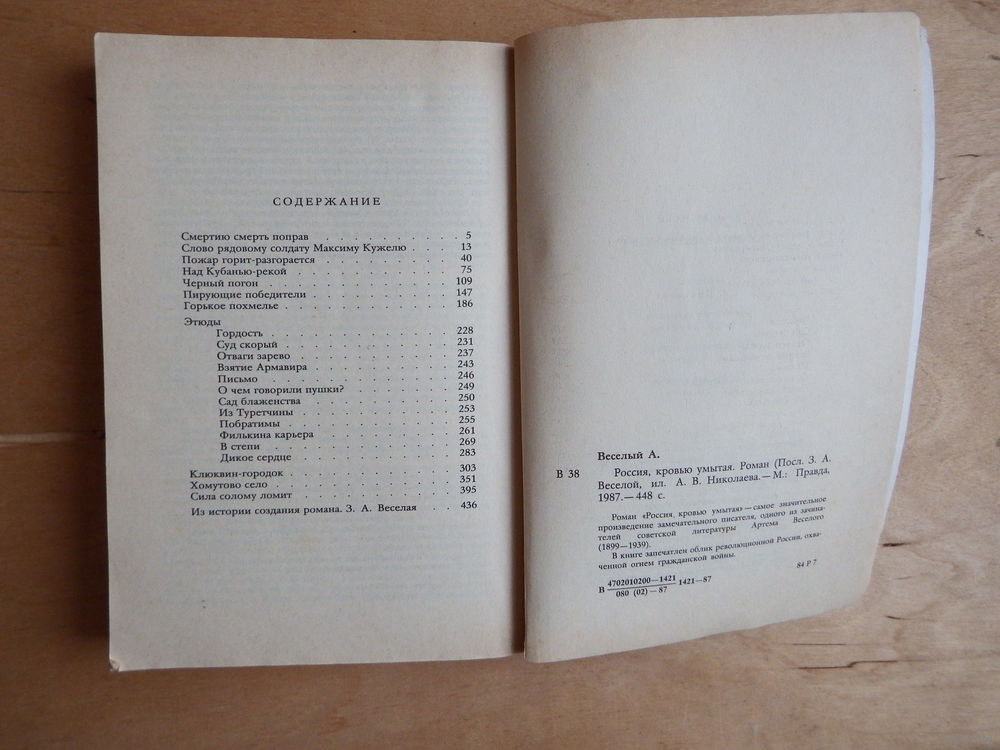 СОДЕРЖАНИЕ
Смертию смерть поправ . . . . . . . . . . 5
Слово рядовому солдату Максиму Кужелю . . . 13
Пожар горит-разгорается . . . . . . . . . 40
Над Кубанью-рекой . . . . . . . . . . . 75
Черный погон . . . . . . . . . . . . 109
Пирующие победители . . . . . . . . . 147
Горькое похмелье . . . . . . . . . . . 186
Этюды
Гордость . . . . . . . . . . . 228
Суд скорый . . . . . . . . . . 231
Отваги зарево . . . . . . . . . 237
Взятие Армавира . . . . . . . . 243
Письмо . . . . . . . . . . . 246
О чем говорили пушки? . . . . . . 249
Сад блаженства . . . . . . . . . 250
Из Туретчины . . . . . . . . . 253
Побратимы . . . . . . . . . . 255
Филькина карьера . . . . . . . . 261
В степи . . . . . . . . . . . 269
Дикое сердце . . . . . . . . . 283
Клюквин-городок . . . . . . . . . . 303
Хомутово село . . . . . . . . . . . 351
Сила солому ломит . . . . . . . . . 395
Из истории создания романа. З. А. Веселая . . 436
Веселый А.
В 38 Россия, кровью умытая. Роман (Посл. З. А.
Веселой, ил. А. В. Николаева. — М.: Правда,
1987. — 448 с.
Роман «Россия, кровью умытая» — самое значительное
произведение замечательного писателя, одного из зачина-
телей советской литературы Артема Веселого
(1899—1939).
В книге запечатлен облик революционной России, охва-
ченной огнем гражданской войны.
В 4702010200—1421 1421—87
080 (02) — 87
84 Р 7